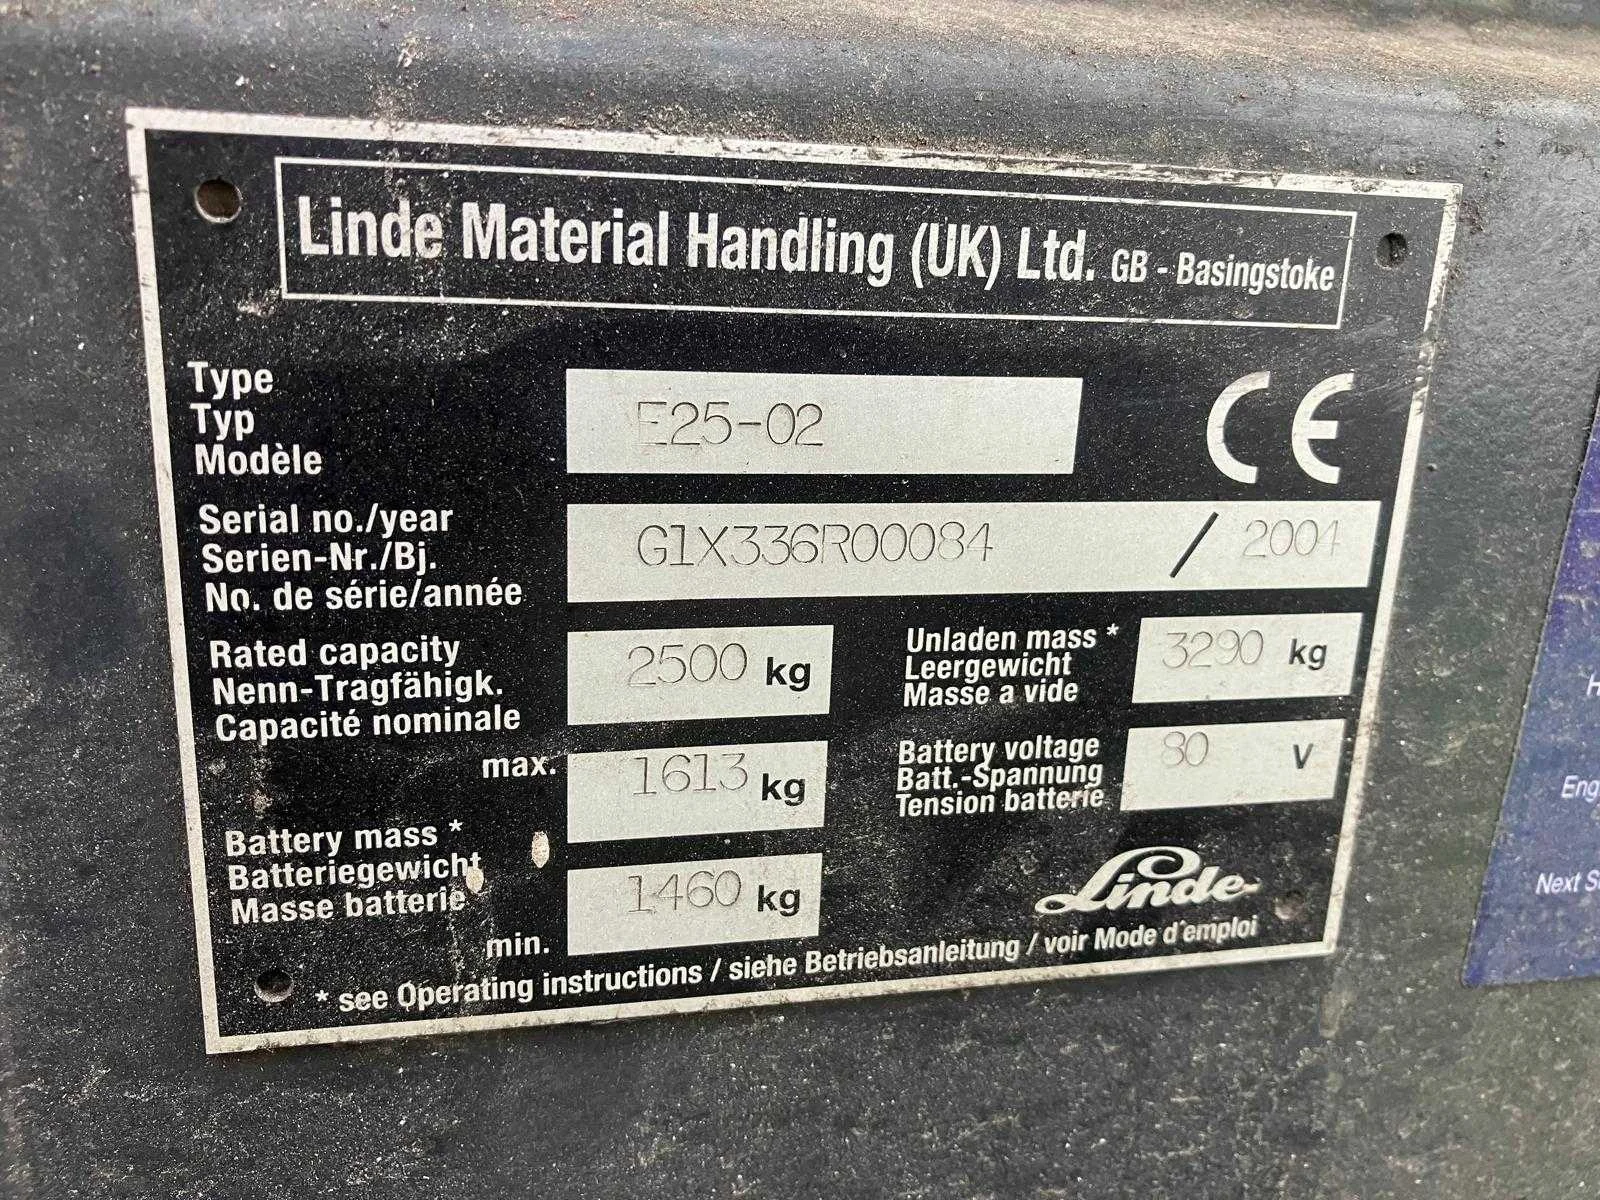 Linde Material Handling (UK) Ltd. GB - Basingstoke
Type
Typ
Modèle
E25-02
CE
Serial no./year
Serien-Nr./Bj.
No. de série/année
G1X336R00084 / 2004
Rated capacity
Nenn-Tragfähigk.
Capacité nominale
2500 kg
Unladen mass *
Leergewicht
Masse a vide
3290 kg
max.
1613 kg
Battery voltage
Batt.-Spannung
Tension batterie
80 V
Battery mass *
Batteriegewicht
Masse batterie
min.
1460 kg
Linde
* see Operating instructions / siehe Betriebsanleitung / voir Mode d'emploi
Next